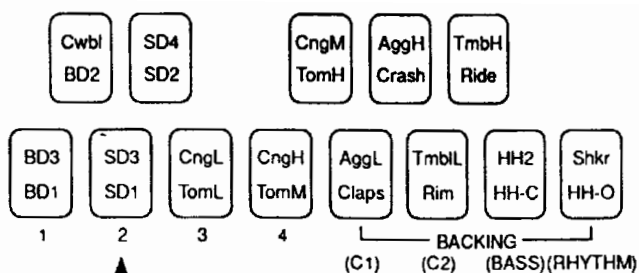 Cwbl SD4 CngM AggH TmbH
BD2 SD2 TomH Crash Ride
BD3 SD3 CngL CngH AggL TmblL HH2 Shkr
BD1 SD1 TomL TomM Claps Rim HH-C HH-O
1 2 3 4 BACKING
(C1) (C2) (BASS) (RHYTHM)